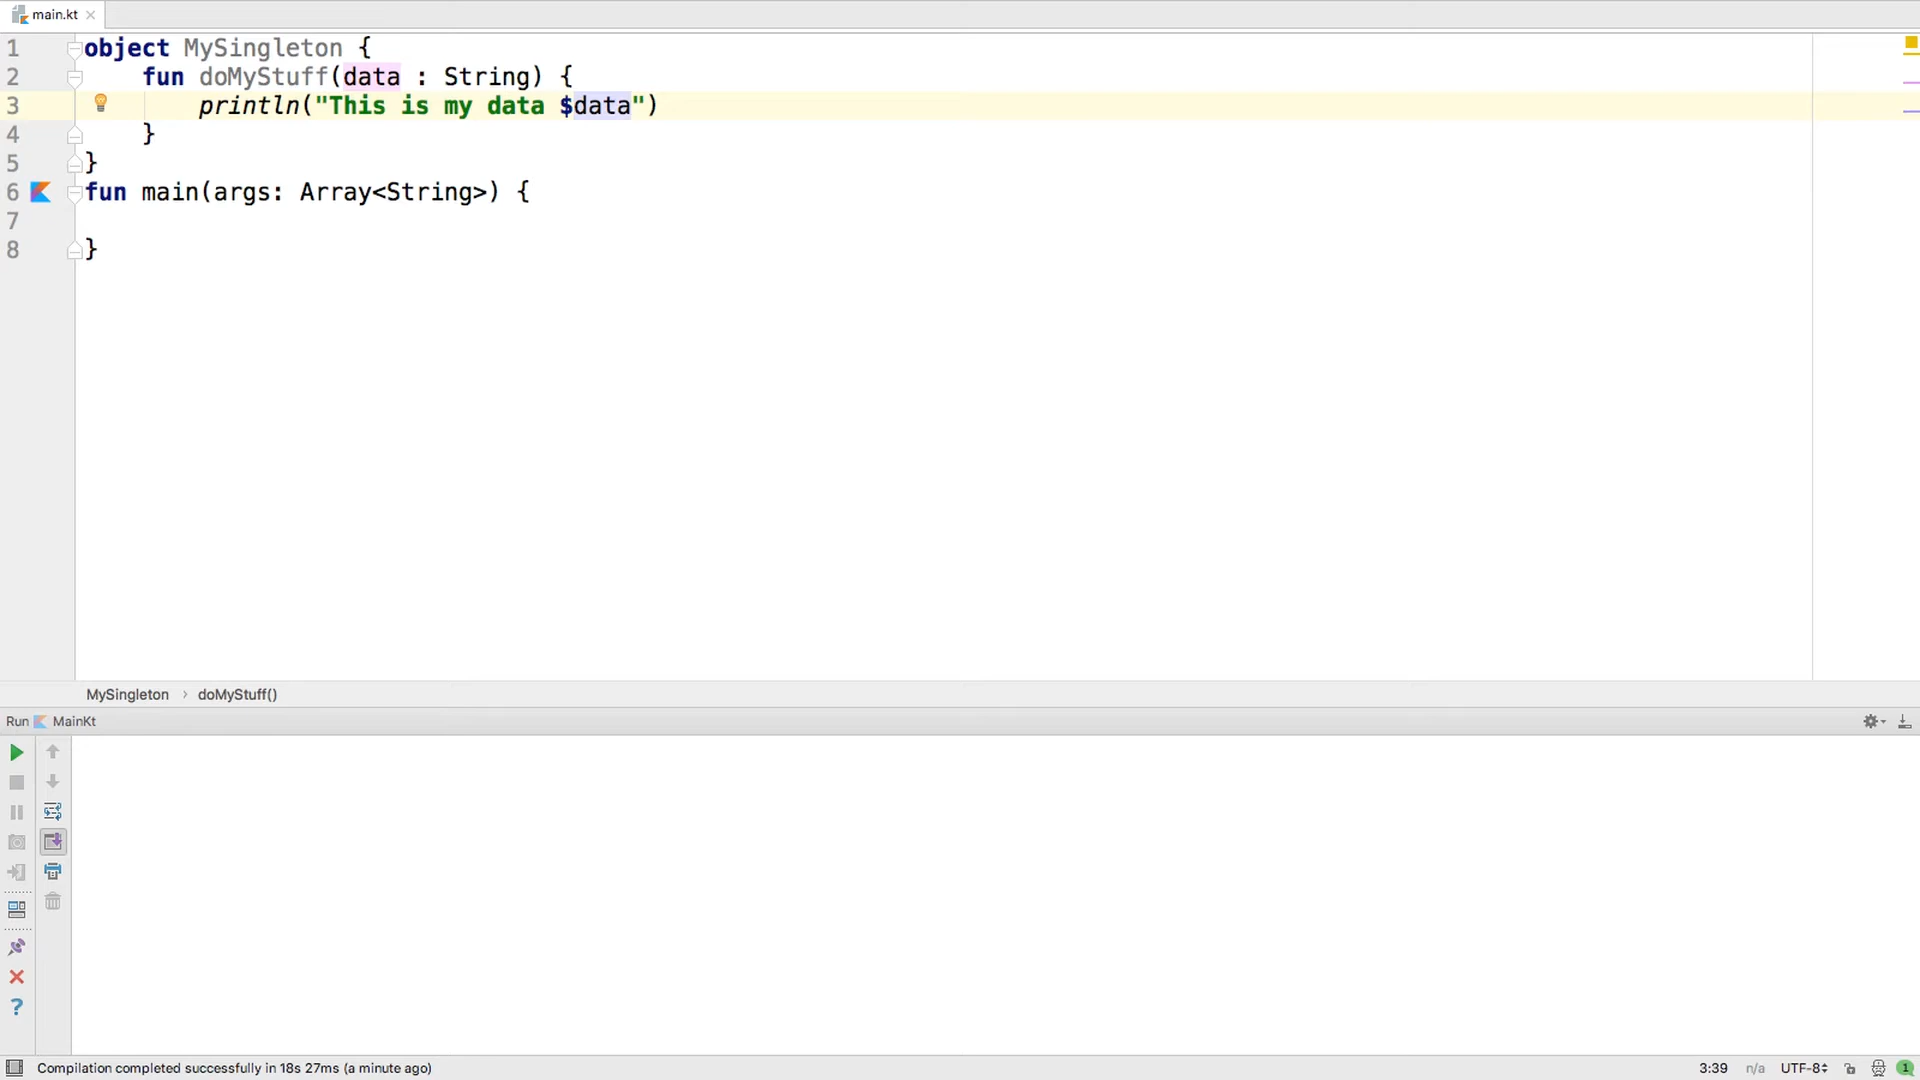 main.kt
1 object MySingleton {
2 fun doMyStuff(data : String) {
3 println("This is my data $data")
4 }
5 }
6 fun main(args: Array<String>) {
7
8 }
MySingleton › doMyStuff()
Run MainKt
?
Compilation completed successfully in 18s 27ms (a minute ago) 3:39 n/a UTF-8 1